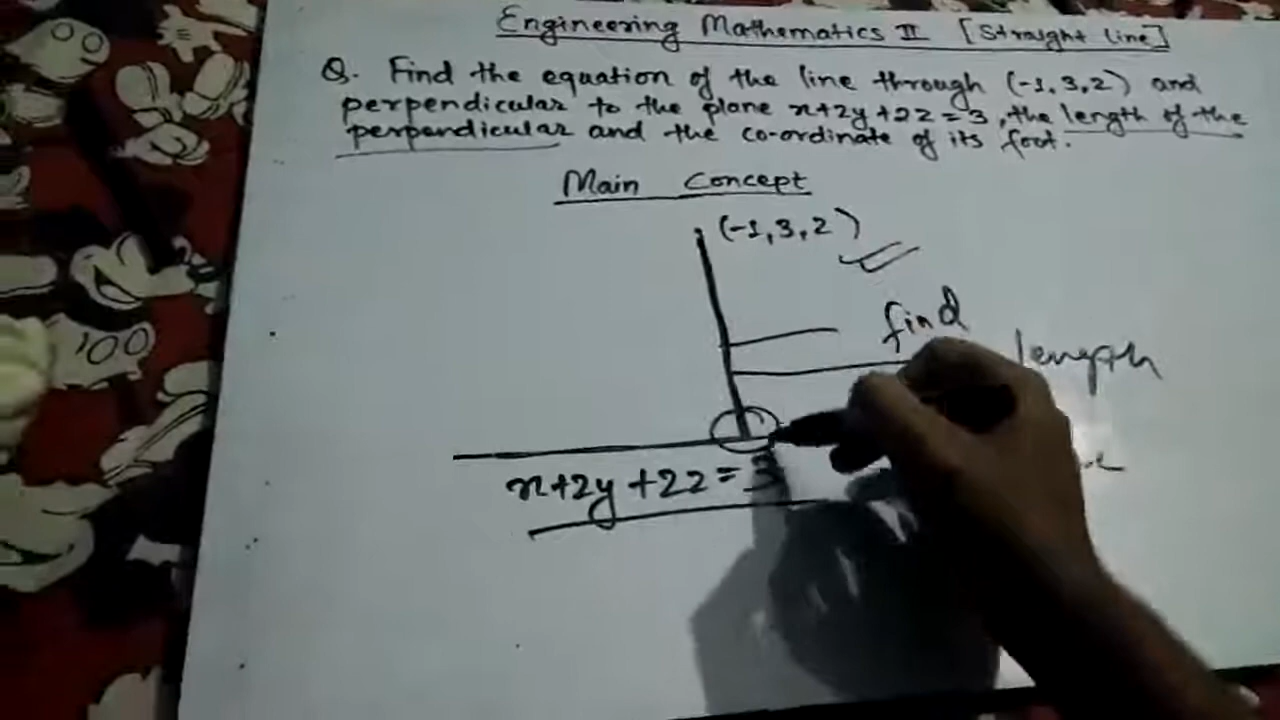 Engineering Mathematics II [Straight Line]
Q. Find the equation of the line through (-1,3,2) and
perpendicular to the plane x+2y+2z=3, the length of the
perpendicular and the co-ordinate of its foot.
Main Concept
(-1,3,2)
find
length
x+2y+2z=3
100